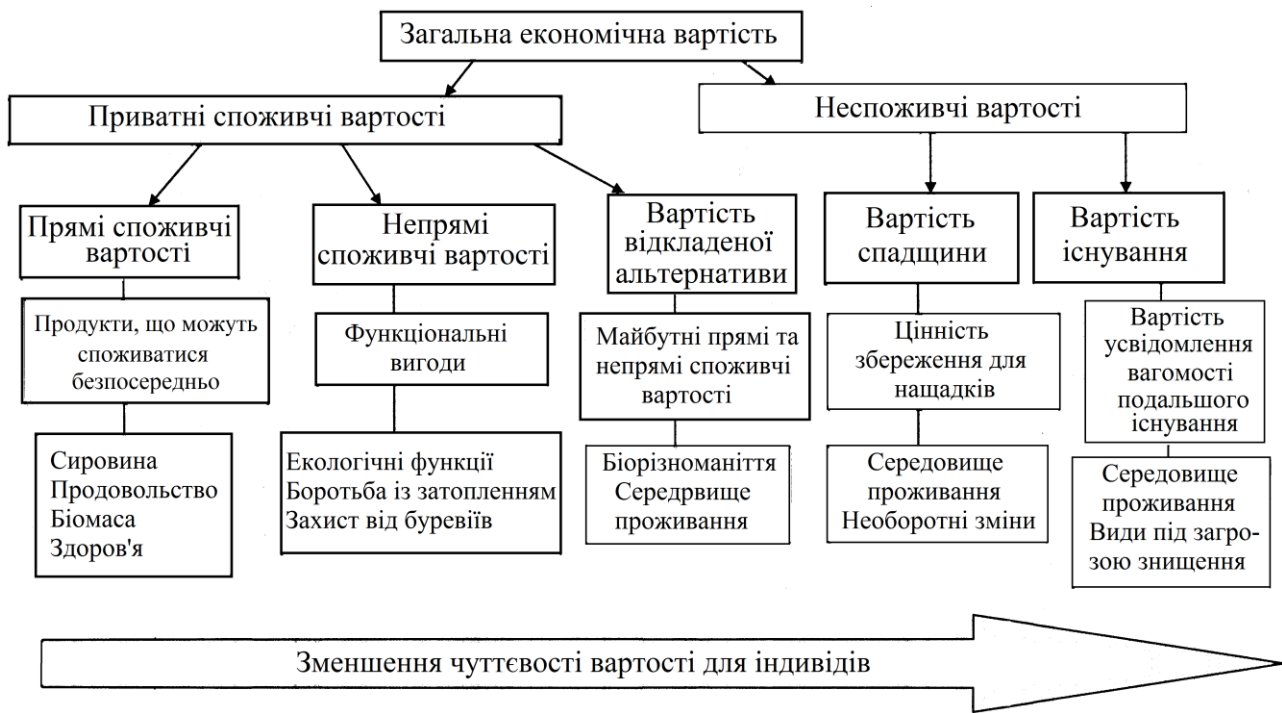 Загальна економічна вартість
Приватні споживчі вартості
Неспоживчі вартості
Прямі споживчі
вартості
Непрямі
споживчі вартості
Вартість
відкладеної
альтернативи
Вартість
спадщини
Вартість
існування
Продукти, що можуть
споживатися
безпосередньо
Функціональні
вигоди
Майбутні прямі та
непрямі споживчі
вартості
Цінність
збереження для
нащадків
Вартість
усвідомлення
вагомості
подальшого
існування
Сировина
Продовольство
Біомаса
Здоров'я
Екологічні функції
Боротьба із затопленням
Захист від буревіїв
Біорізноманіття
Середрвище
проживання
Середовище
проживання
Необоротні зміни
Середовище
проживання
Види під загро-
зою знищення
Зменшення чуттєвості вартості для індивідів